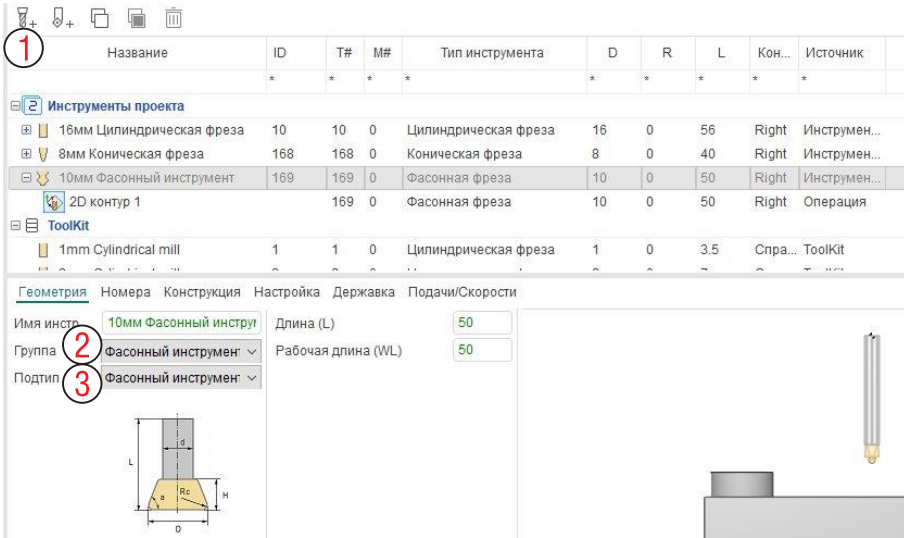 1
Название ID T# M# Тип инструмента D R L Кон... Источник
* * * * * * * * *
Инструменты проекта
16мм Цилиндрическая фреза 10 10 0 Цилиндрическая фреза 16 0 56 Right Инструмен...
8мм Коническая фреза 168 168 0 Коническая фреза 8 0 40 Right Инструмен...
10мм Фасонный инструмент 169 169 0 Фасонная фреза 10 0 50 Right Инструмен...
2D контур 1 169 0 Фасонная фреза 10 0 50 Right Операция
ToolKit
1mm Cylindrical mill 1 1 0 Цилиндрическая фреза 1 0 3.5 Спра... ToolKit
Геометрия Номера Конструкция Настройка Державка Подачи/Скорости
Имя инстр 10мм Фасонный инструг Длина (L) 50
Группа 2 Фасонный инструмент Рабочая длина (WL) 50
Подтип 3 Фасонный инструмент
d
L
a Rc H
D